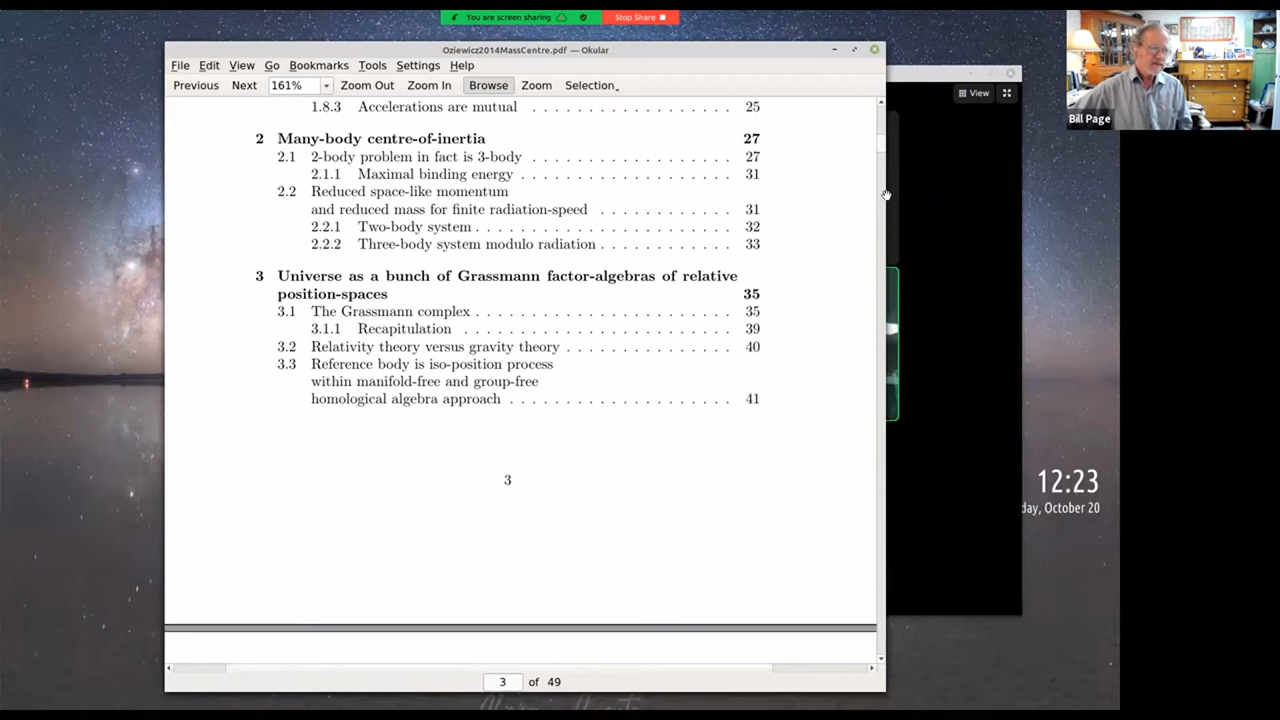 You are screen sharing
Stop Share
Oziewicz2014MassCentre.pdf — Okular
File Edit View Go Bookmarks Tools Settings Help
Previous Next 161% Zoom Out Zoom In Browse Zoom Selection
View
Bill Page
1.8.3 Accelerations are mutual . . . . . . . . . . . . . . . . . 25
2 Many-body centre-of-inertia 27
2.1 2-body problem in fact is 3-body . . . . . . . . . . . . . . . . . 27
2.1.1 Maximal binding energy . . . . . . . . . . . . . . . . . 31
2.2 Reduced space-like momentum
and reduced mass for finite radiation-speed . . . . . . . . . . 31
2.2.1 Two-body system . . . . . . . . . . . . . . . . . . . . . 32
2.2.2 Three-body system modulo radiation . . . . . . . . . . 33
3 Universe as a bunch of Grassmann factor-algebras of relative
position-spaces 35
3.1 The Grassmann complex . . . . . . . . . . . . . . . . . . . . . 35
3.1.1 Recapitulation . . . . . . . . . . . . . . . . . . . . . . 39
3.2 Relativity theory versus gravity theory . . . . . . . . . . . . . 40
3.3 Reference body is iso-position process
within manifold-free and group-free
homological algebra approach . . . . . . . . . . . . . . . . . . 41
3
12:23
day, October 20
3 of 49